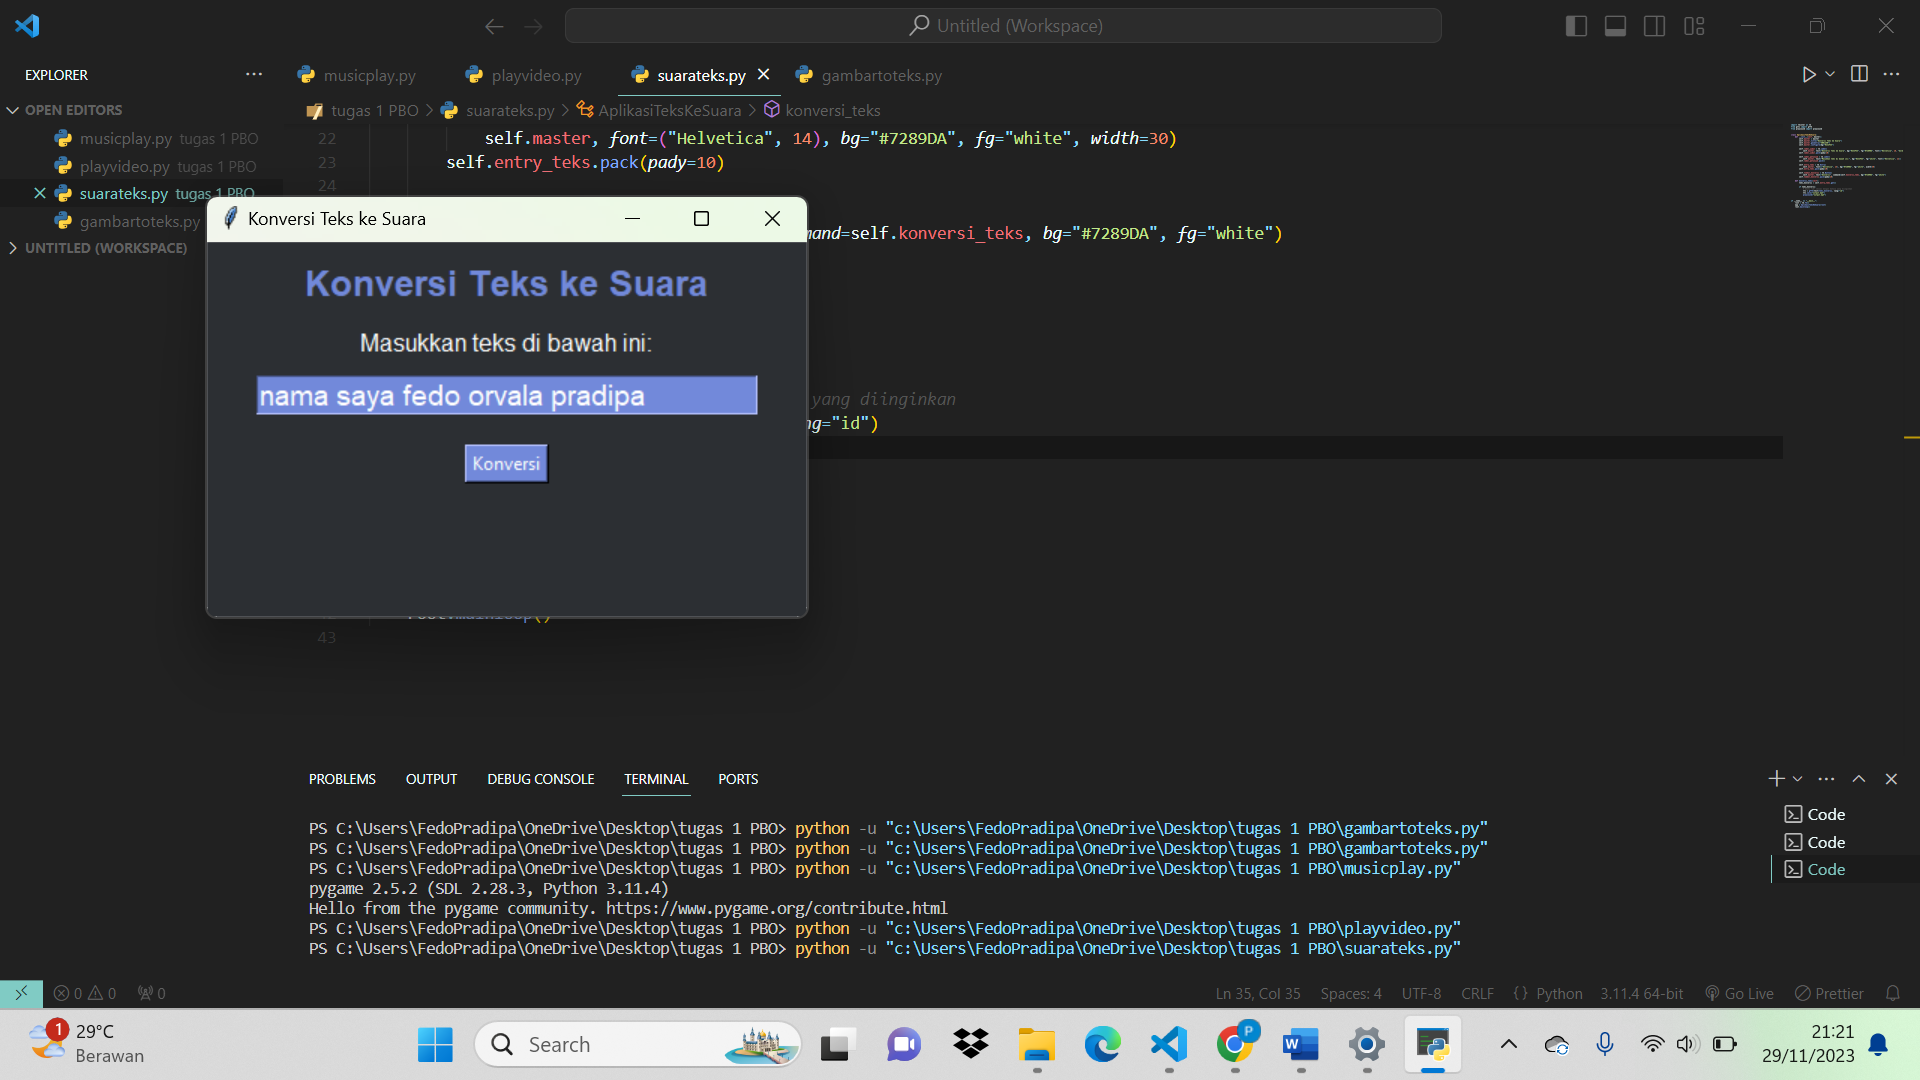 Untitled (Workspace)
EXPLORER
musicplay.py
playvideo.py
suarateks.py
gambartoteks.py
OPEN EDITORS
tugas 1 PBO > suarateks.py > AplikasiTeksKeSuara > konversi_teks
musicplay.py tugas 1 PBO
playvideo.py tugas 1 PBO
suarateks.py tugas 1 PBO
gambartoteks.py
UNTITLED (WORKSPACE)
22 self.master, font=("Helvetica", 14), bg="#7289DA", fg="white", width=30)
23 self.entry_teks.pack(pady=10)
24
Konversi Teks ke Suara
mand=self.konversi_teks, bg="#7289DA", fg="white")
Konversi Teks ke Suara
Masukkan teks di bawah ini:
nama saya fedo orvala pradipa
yang diinginkan
ng="id")
Konversi
43
PROBLEMS OUTPUT DEBUG CONSOLE TERMINAL PORTS
PS C:\Users\FedoPradipa\OneDrive\Desktop\tugas 1 PBO> python -u "c:\Users\FedoPradipa\OneDrive\Desktop\tugas 1 PBO\gambartoteks.py"
PS C:\Users\FedoPradipa\OneDrive\Desktop\tugas 1 PBO> python -u "c:\Users\FedoPradipa\OneDrive\Desktop\tugas 1 PBO\gambartoteks.py"
PS C:\Users\FedoPradipa\OneDrive\Desktop\tugas 1 PBO> python -u "c:\Users\FedoPradipa\OneDrive\Desktop\tugas 1 PBO\musicplay.py"
pygame 2.5.2 (SDL 2.28.3, Python 3.11.4)
Hello from the pygame community. https://www.pygame.org/contribute.html
PS C:\Users\FedoPradipa\OneDrive\Desktop\tugas 1 PBO> python -u "c:\Users\FedoPradipa\OneDrive\Desktop\tugas 1 PBO\playvideo.py"
PS C:\Users\FedoPradipa\OneDrive\Desktop\tugas 1 PBO> python -u "c:\Users\FedoPradipa\OneDrive\Desktop\tugas 1 PBO\suarateks.py"
Code
Code
Code
0 0 0 Ln 35, Col 35 Spaces: 4 UTF-8 CRLF {} Python 3.11.4 64-bit Go Live Prettier
1 29°C
Berawan
Search
P
21:21
29/11/2023